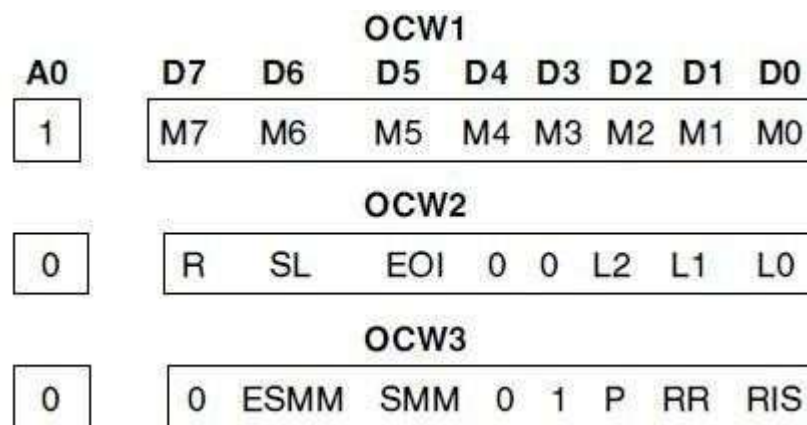 OCW1
A0 D7 D6 D5 D4 D3 D2 D1 D0
1 M7 M6 M5 M4 M3 M2 M1 M0
OCW2
0 R SL EOI 0 0 L2 L1 L0
OCW3
0 0 ESMM SMM 0 1 P RR RIS